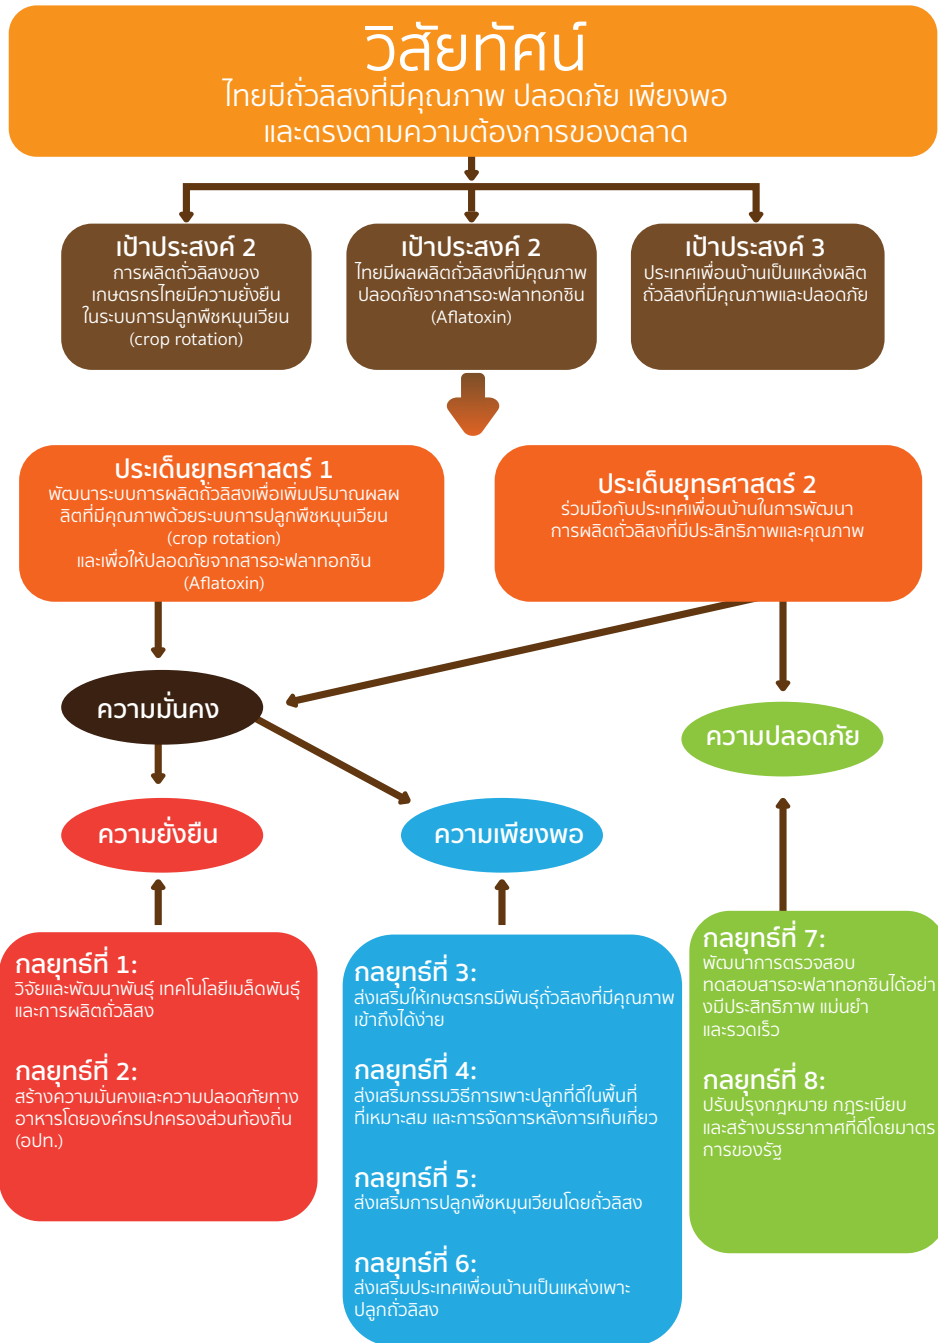 วิสัยทัศน์
ไทยมีถั่วลิสงที่มีคุณภาพ ปลอดภัย เพียงพอ
และตรงตามความต้องการของตลาด
เป้าประสงค์ 2
การผลิตถั่วลิสงของ
เกษตรกรไทยมีความยั่งยืน
ในระบบการปลูกพืชหมุนเวียน
(crop rotation)
เป้าประสงค์ 2
ไทยมีผลผลิตถั่วลิสงที่มีคุณภาพ
ปลอดภัยจากสารอะฟลาทอกซิน
(Aflatoxin)
เป้าประสงค์ 3
ประเทศเพื่อนบ้านเป็นแหล่งผลิต
ถั่วลิสงที่มีคุณภาพและปลอดภัย
ประเด็นยุทธศาสตร์ 1
พัฒนาระบบการผลิตถั่วลิสงเพื่อเพิ่มปริมาณผลผ
ลิตที่มีคุณภาพด้วยระบบการปลูกพืชหมุนเวียน
(crop rotation)
และเพื่อให้ปลอดภัยจากสารอะฟลาทอกซิน
(Aflatoxin)
ประเด็นยุทธศาสตร์ 2
ร่วมมือกับประเทศเพื่อนบ้านในการพัฒนา
การผลิตถั่วลิสงที่มีประสิทธิภาพและคุณภาพ
ความมั่นคง
ความปลอดภัย
ความยั่งยืน
ความเพียงพอ
กลยุทธ์ที่ 1:
วิจัยและพัฒนาพันธุ์ เทคโนโลยีเมล็ดพันธุ์
และการผลิตถั่วลิสง
กลยุทธ์ที่ 2:
สร้างความมั่นคงและความปลอดภัยทาง
อาหารโดยองค์กรปกครองส่วนท้องถิ่น
(อปท.)
กลยุทธ์ที่ 3:
ส่งเสริมให้เกษตรกรมีพันธุ์ถั่วลิสงที่มีคุณภาพ
เข้าถึงได้ง่าย
กลยุทธ์ที่ 4:
ส่งเสริมกรรมวิธีการเพาะปลูกที่ดีในพื้นที่
ที่เหมาะสม และการจัดการหลังการเก็บเกี่ยว
กลยุทธ์ที่ 5:
ส่งเสริมการปลูกพืชหมุนเวียนโดยถั่วลิสง
กลยุทธ์ที่ 6:
ส่งเสริมประเทศเพื่อนบ้านเป็นแหล่งเพาะ
ปลูกถั่วลิสง
กลยุทธ์ที่ 7:
พัฒนาการตรวจสอบ
ทดสอบสารอะฟลาทอกซินได้อย่า
งมีประสิทธิภาพ แม่นยำ
และรวดเร็ว
กลยุทธ์ที่ 8:
ปรับปรุงกฎหมาย กฎระเบียบ
และสร้างบรรยากาศที่ดีโดยมาตร
การของรัฐ